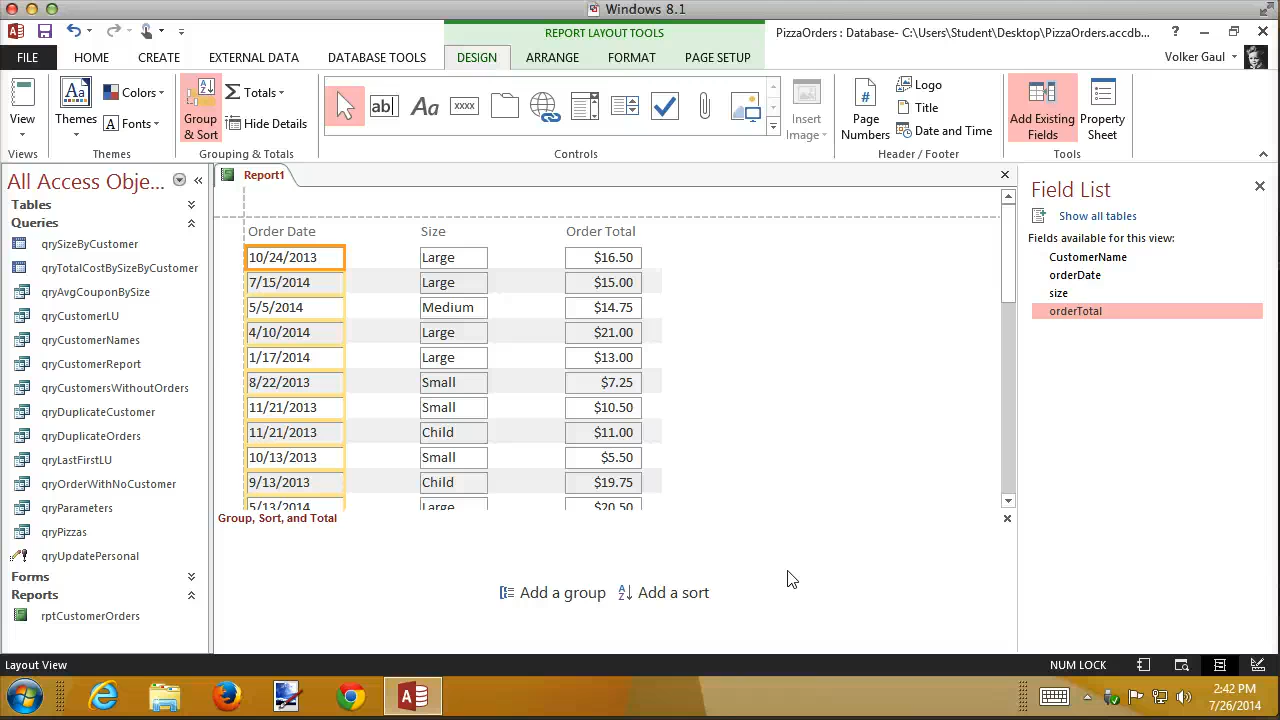 Windows 8.1
REPORT LAYOUT TOOLS
PizzaOrders : Database- C:\Users\Student\Desktop\PizzaOrders.accdb...
?
FILE
HOME
CREATE
EXTERNAL DATA
DATABASE TOOLS
DESIGN
ARRANGE
FORMAT
PAGE SETUP
Volker Gaul
View
Themes
Colors
Fonts
Group
& Sort
Totals
Hide Details
ab
Aa
xxxx
Insert
Image
Page
Numbers
Logo
Title
Date and Time
Add Existing
Fields
Property
Sheet
Views
Themes
Grouping & Totals
Controls
Header / Footer
Tools
All Access Obje...
Tables
Queries
qrySizeByCustomer
qryTotalCostBySizeByCustomer
qryAvgCouponBySize
qryCustomerLU
qryCustomerNames
qryCustomerReport
qryCustomersWithoutOrders
qryDuplicateCustomer
qryDuplicateOrders
qryLastFirstLU
qryOrderWithNoCustomer
qryParameters
qryPizzas
qryUpdatePersonal
Forms
Reports
rptCustomerOrders
Report1
Order Date Size Order Total
10/24/2013 Large $16.50
7/15/2014 Large $15.00
5/5/2014 Medium $14.75
4/10/2014 Large $21.00
1/17/2014 Large $13.00
8/22/2013 Small $7.25
11/21/2013 Small $10.50
11/21/2013 Child $11.00
10/13/2013 Small $5.50
9/13/2013 Child $19.75
5/13/2014 Large $20.50
Group, Sort, and Total
Add a group
Add a sort
Field List
Show all tables
Fields available for this view:
CustomerName
orderDate
size
orderTotal
Layout View
NUM LOCK
2:42 PM
7/26/2014